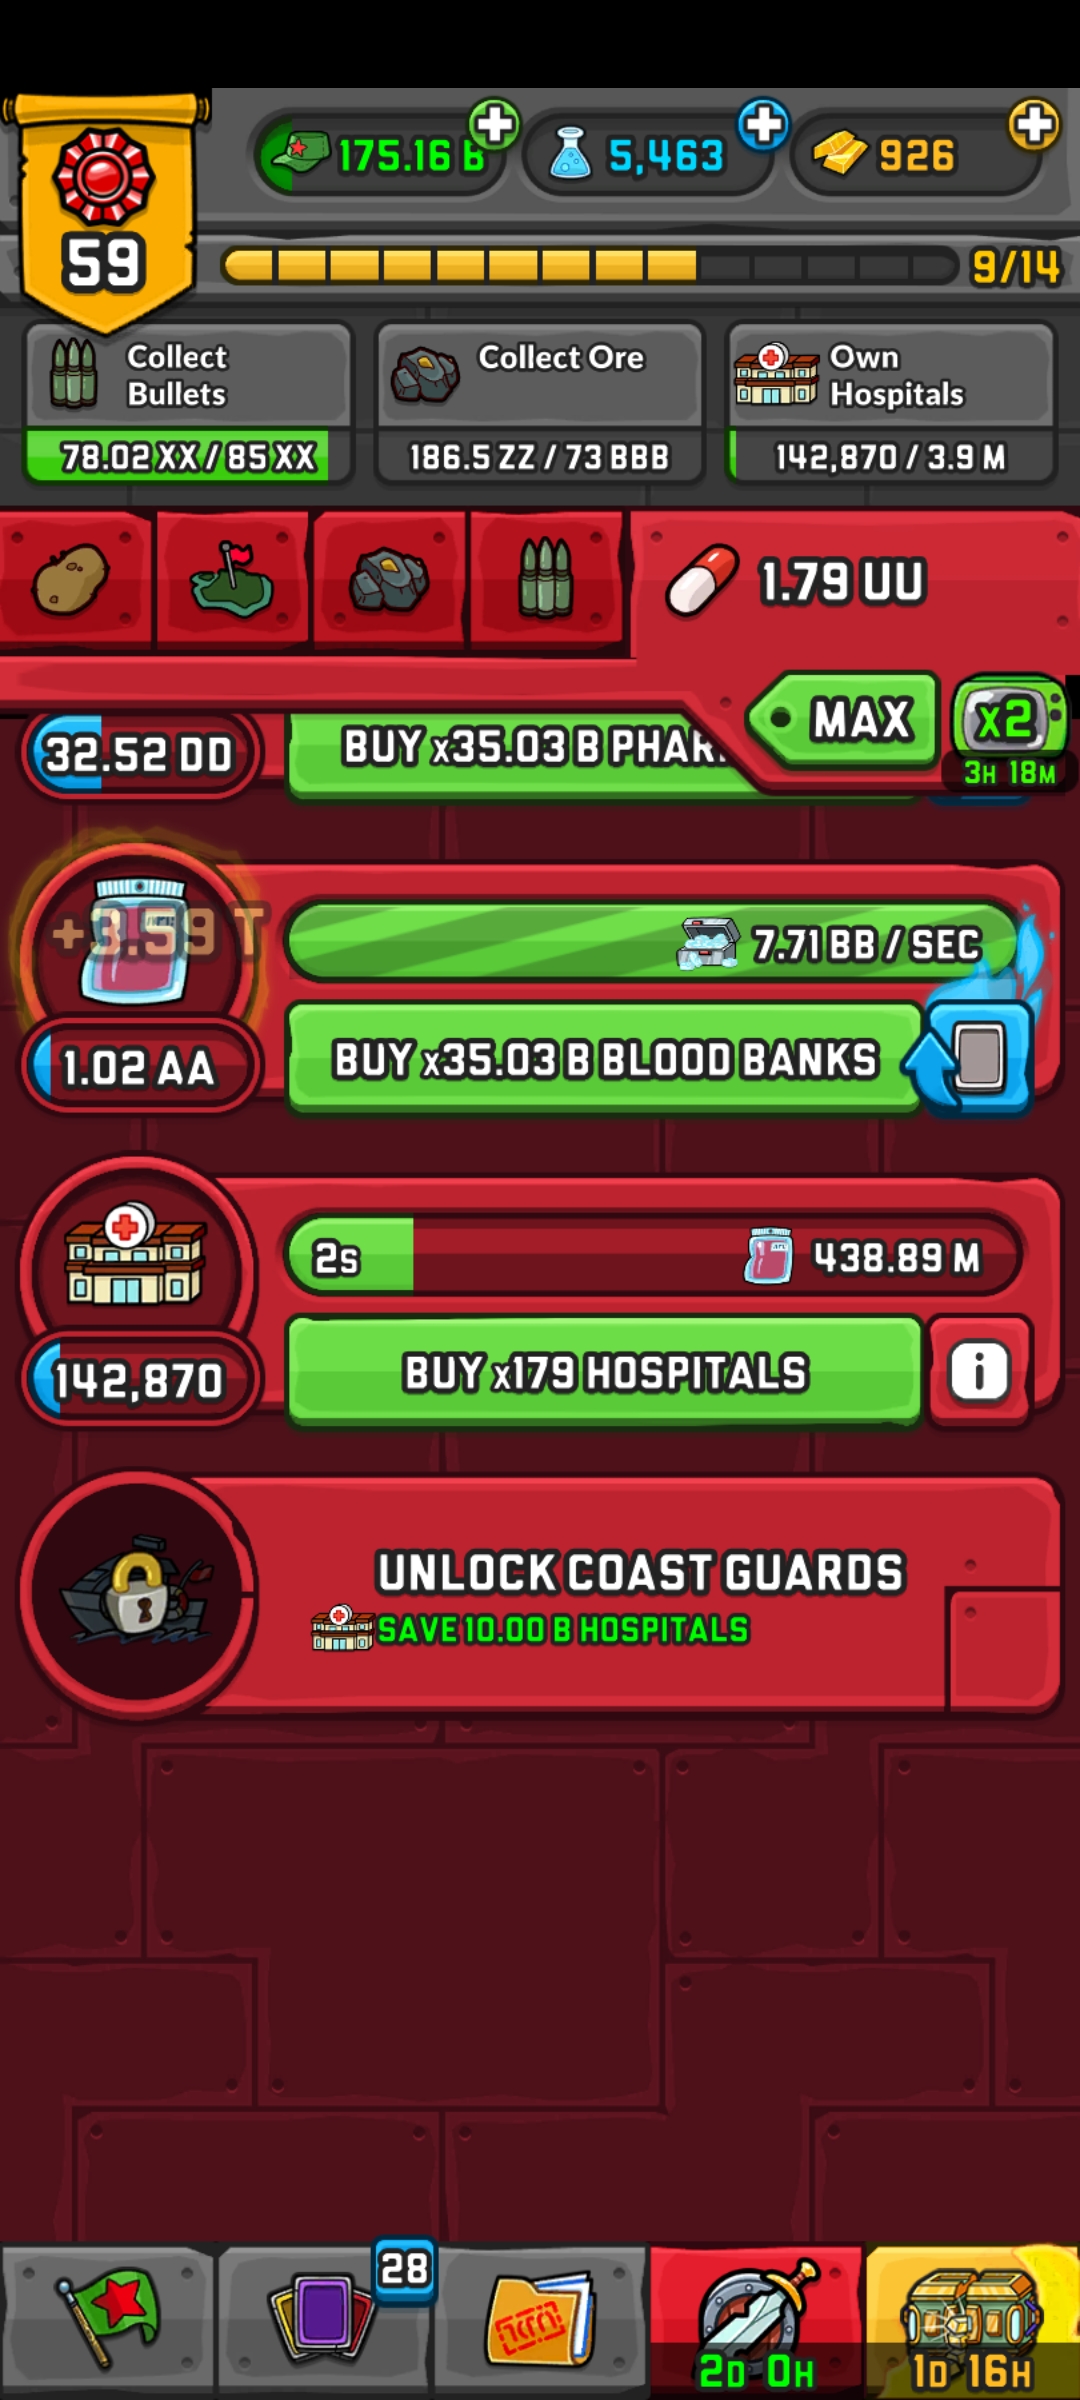 175.16 B
5,463
926
59
9/14
Collect
Bullets
78.02 XX / 85 XX
Collect Ore
186.5 ZZ / 73 BBB
Own
Hospitals
142,870 / 3.9 M
1.79 UU
MAX
x2
3H 18M
32.52 DD
BUY x35.03 B PHAR
+3.59 T
7.71 BB / SEC
1.02 AA
BUY x35.03 B BLOOD BANKS
2s
438.89 M
142,870
BUY x179 HOSPITALS
i
UNLOCK COAST GUARDS
SAVE 10.00 B HOSPITALS
28
2D 0H
1D 16H